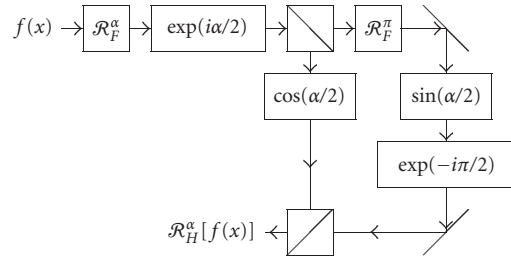 f(x) ℛ_F^α exp(iα/2) ℛ_F^π
cos(α/2) sin(α/2)
exp(−iπ/2)
ℛ_H^α[f(x)]